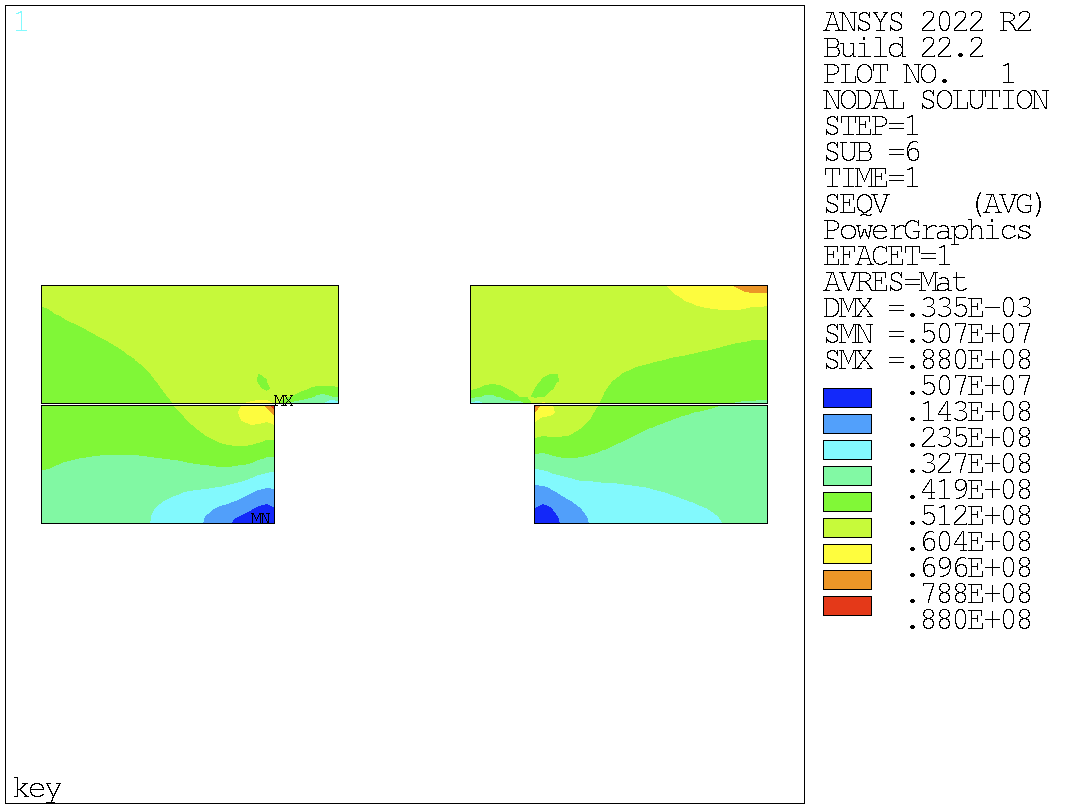 1
ANSYS 2022 R2
Build 22.2
PLOT NO.   1
NODAL SOLUTION
STEP=1
SUB =6
TIME=1
SEQV     (AVG)
PowerGraphics
EFACET=1
AVRES=Mat
DMX =.335E-03
SMN =.507E+07
SMX =.880E+08
.507E+07
.143E+08
.235E+08
.327E+08
.419E+08
.512E+08
.604E+08
.696E+08
.788E+08
.880E+08
MX
MN
key